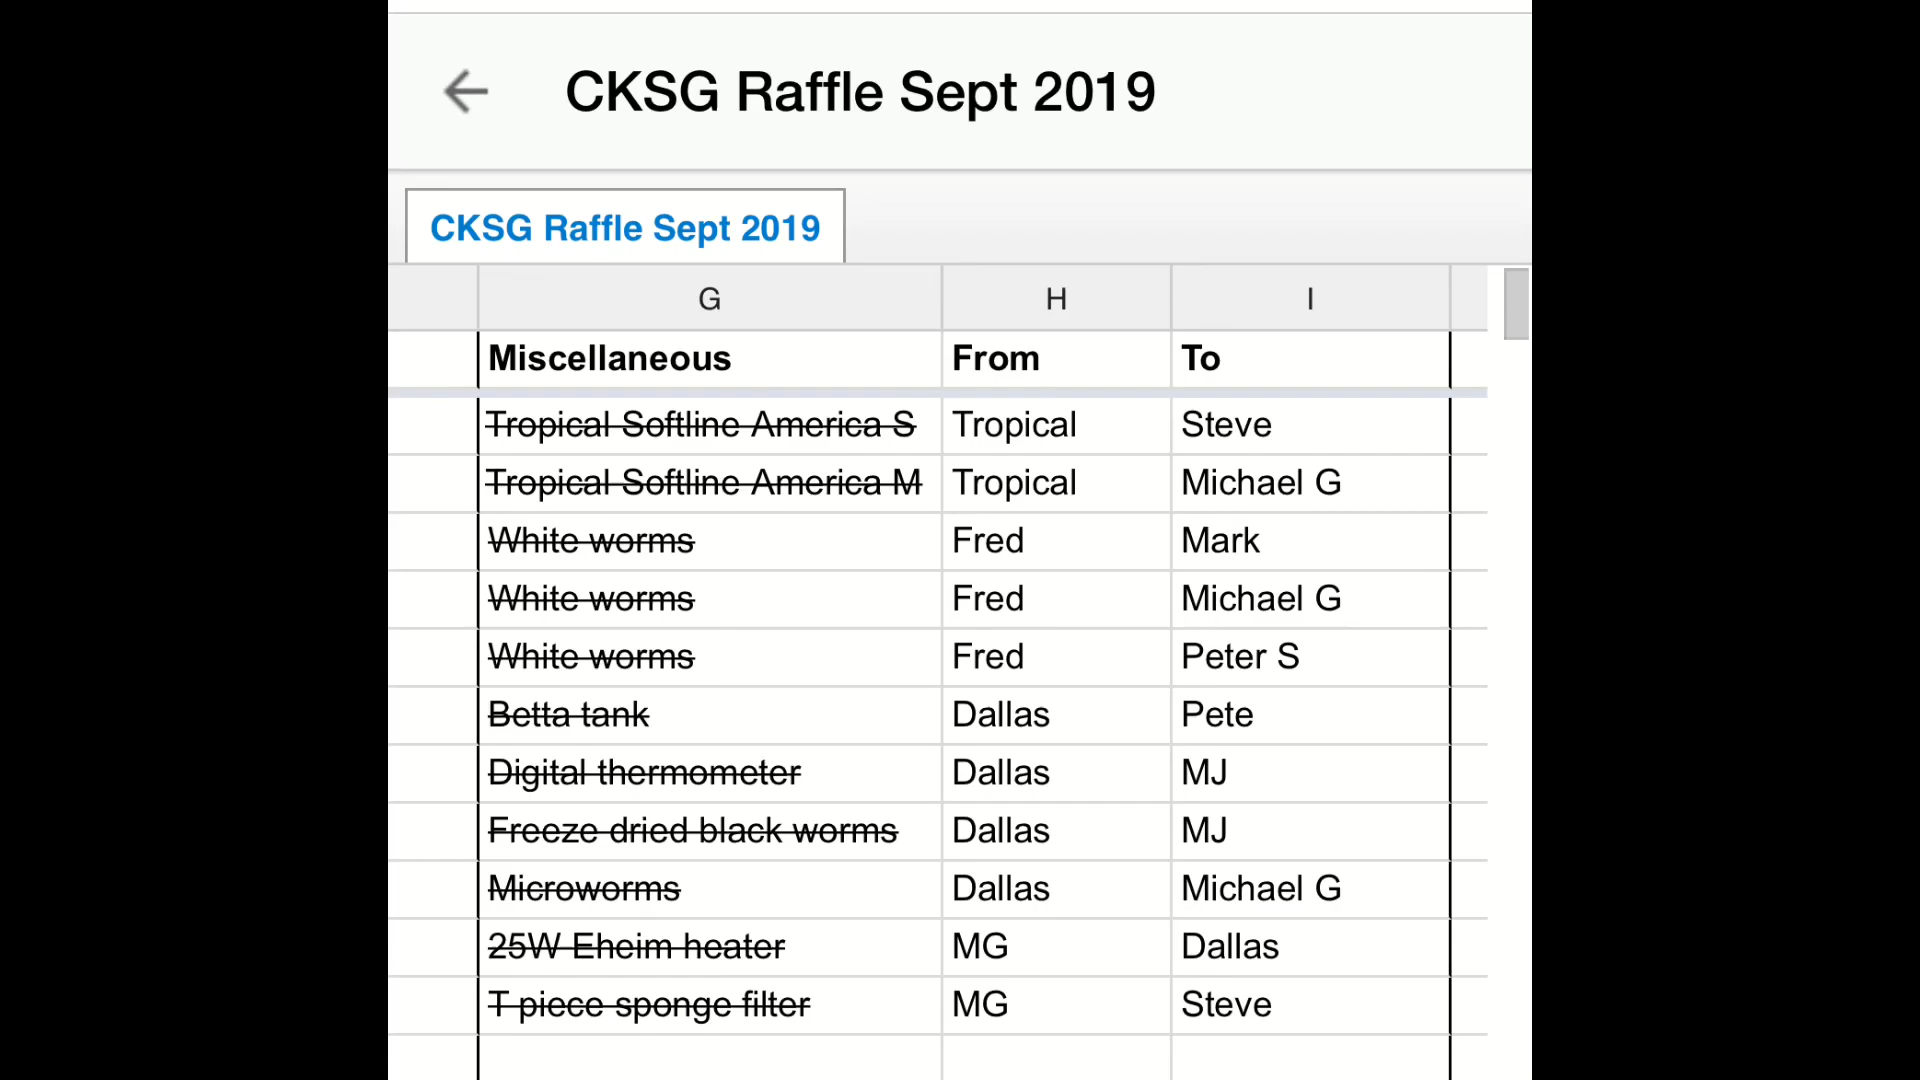 CKSG Raffle Sept 2019
CKSG Raffle Sept 2019
G H I
Miscellaneous From To
Tropical Softline America S Tropical Steve
Tropical Softline America M Tropical Michael G
White worms Fred Mark
White worms Fred Michael G
White worms Fred Peter S
Betta tank Dallas Pete
Digital thermometer Dallas MJ
Freeze dried black worms Dallas MJ
Microworms Dallas Michael G
25W Eheim heater MG Dallas
T piece sponge filter MG Steve